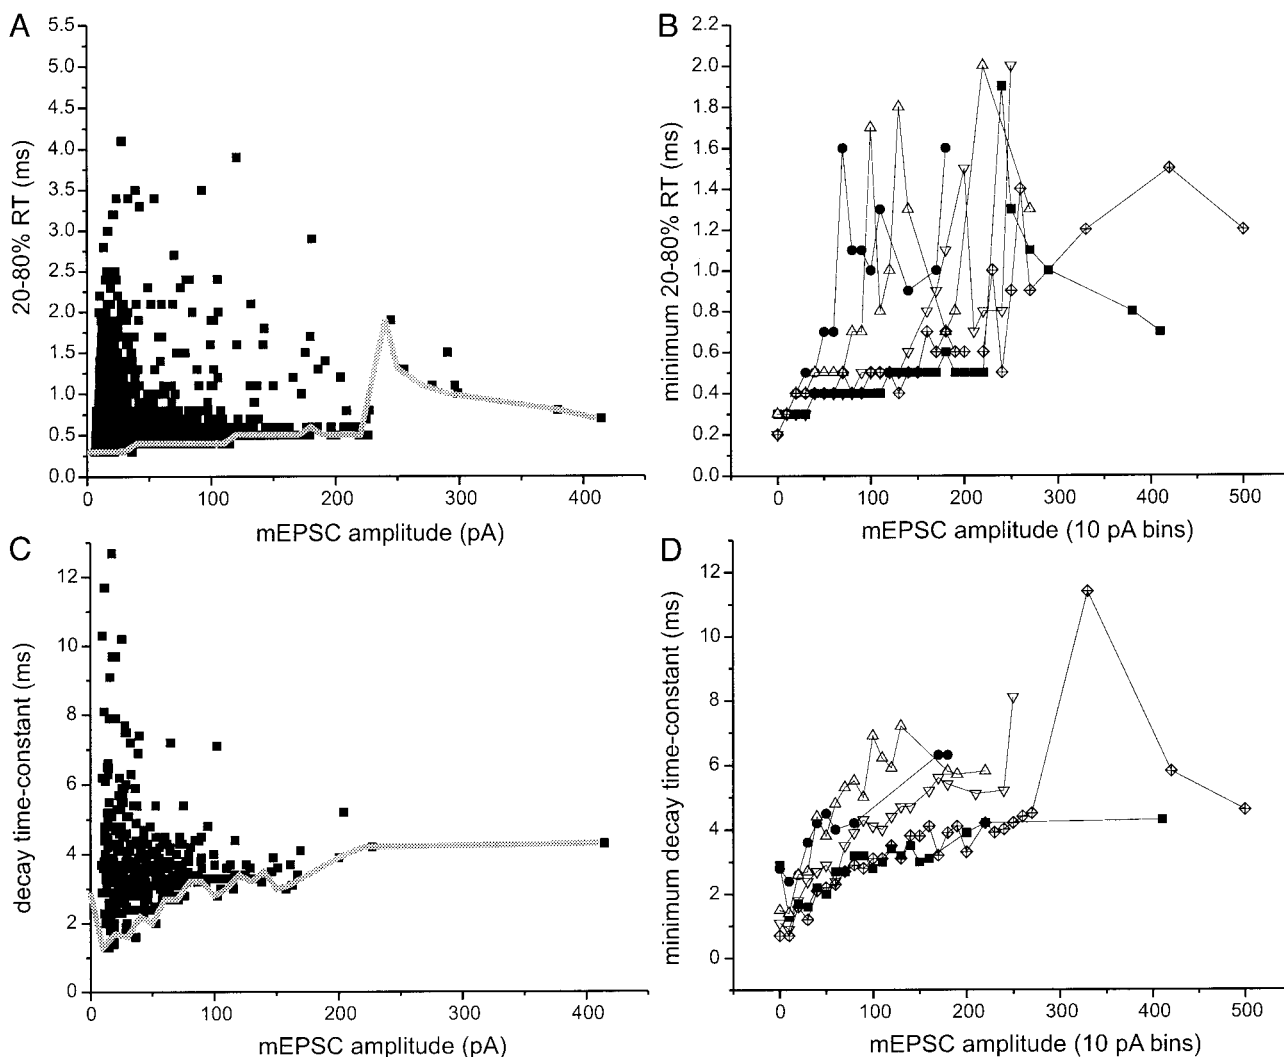 A
5.5
5.0
4.5
4.0
3.5
3.0
2.5
2.0
1.5
1.0
0.5
0.0
20-80% RT (ms)
0 100 200 300 400
mEPSC amplitude (pA)
B
2.2
2.0
1.8
1.6
1.4
1.2
1.0
0.8
0.6
0.4
0.2
0.0
minimum 20-80% RT (ms)
0 100 200 300 400 500
mEPSC amplitude (10 pA bins)
C
12
10
8
6
4
2
0
decay time-constant (ms)
0 100 200 300 400
mEPSC amplitude (pA)
D
12
10
8
6
4
2
0
minimum decay time-constant (ms)
0 100 200 300 400 500
mEPSC amplitude (10 pA bins)